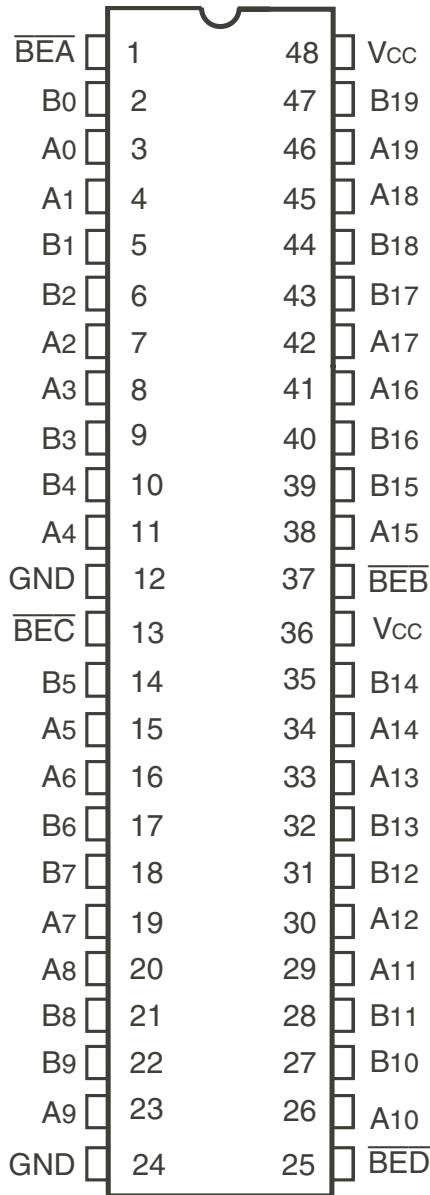 B̅E̅A̅ 1 48 VCC
B0 2 47 B19
A0 3 46 A19
A1 4 45 A18
B1 5 44 B18
B2 6 43 B17
A2 7 42 A17
A3 8 41 A16
B3 9 40 B16
B4 10 39 B15
A4 11 38 A15
GND 12 37 B̅E̅B̅
B̅E̅C̅ 13 36 VCC
B5 14 35 B14
A5 15 34 A14
A6 16 33 A13
B6 17 32 B13
B7 18 31 B12
A7 19 30 A12
A8 20 29 A11
B8 21 28 B11
B9 22 27 B10
A9 23 26 A10
GND 24 25 B̅E̅D̅